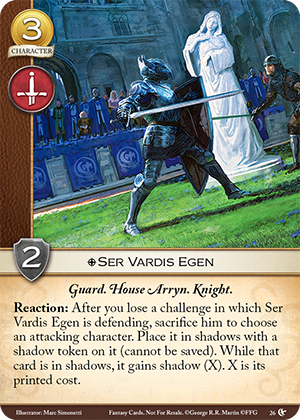 3
CHARACTER
2
Ser Vardis Egen
Guard. House Arryn. Knight.
Reaction: After you lose a challenge in which Ser
Vardis Egen is defending, sacrifice him to choose
an attacking character. Place it in shadows with a
shadow token on it (cannot be saved). While that
card is in shadows, it gains shadow (X). X is its
printed cost.
Illustrator: Marc Simonetti
Fantasy Cards. Not For Resale. ©George R.R. Martin ©FFG
26